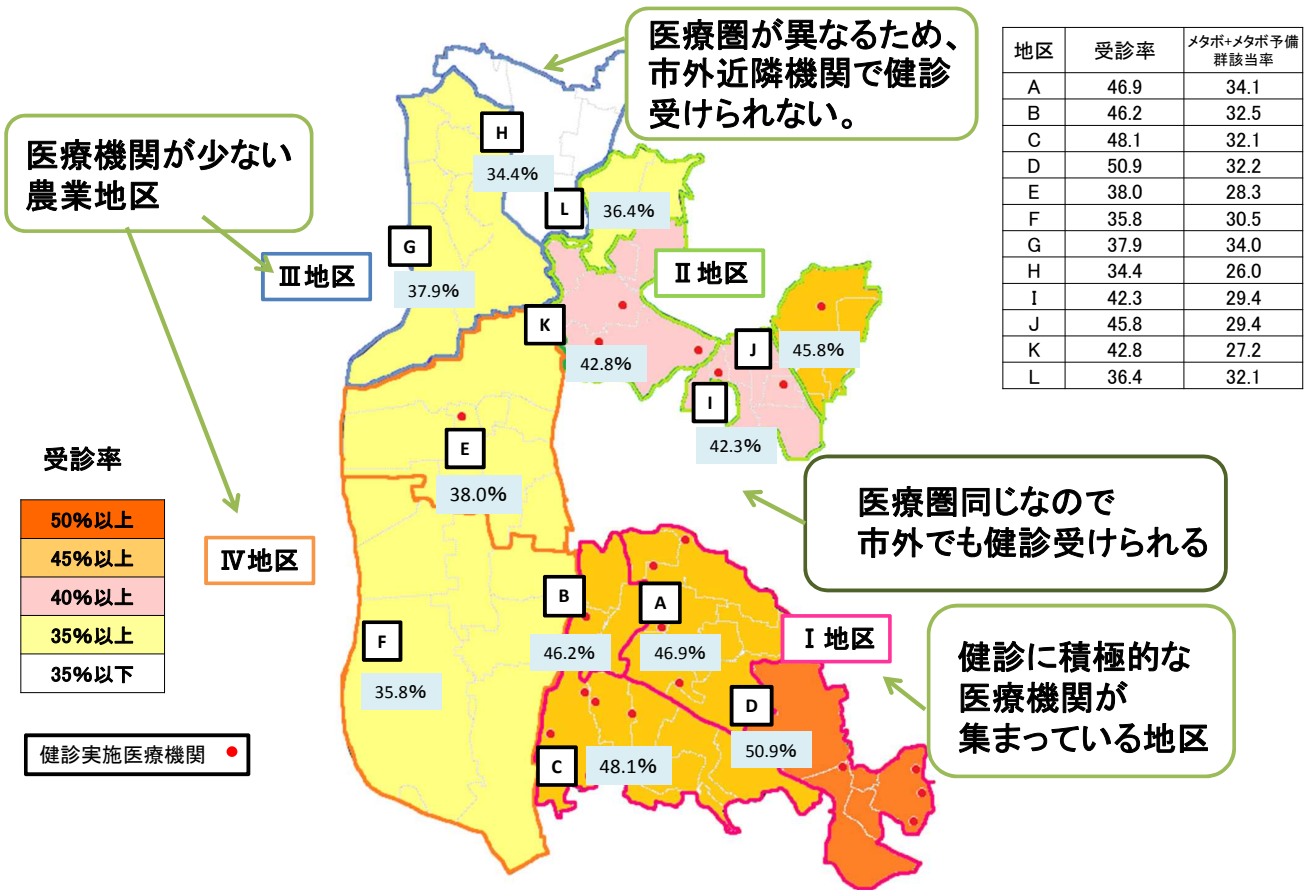 医療圏が異なるため、
市外近隣機関で健診
受けられない。
医療機関が少ない
農業地区
地区 受診率 メタボ+メタボ予備群該当率
A 46.9 34.1
B 46.2 32.5
C 48.1 32.1
D 50.9 32.2
E 38.0 28.3
F 35.8 30.5
G 37.9 34.0
H 34.4 26.0
I 42.3 29.4
J 45.8 29.4
K 42.8 27.2
L 36.4 32.1
H
34.4%
L
36.4%
G
37.9%
Ⅲ地区
Ⅱ地区
K
42.8%
J
45.8%
I
42.3%
E
38.0%
医療圏同じなので
市外でも健診受けられる
受診率
50%以上
45%以上
40%以上
35%以上
35%以下
Ⅳ地区
B
46.2%
A
46.9%
Ⅰ地区
F
35.8%
健診に積極的な
医療機関が
集まっている地区
D
50.9%
C
48.1%
健診実施医療機関